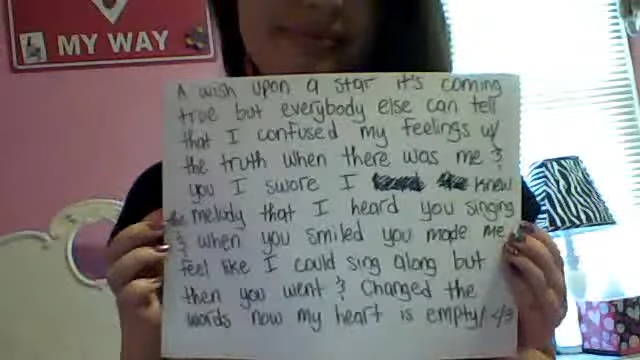 MY WAY
A wish upon a star it's coming
true but everybody else can tell
that I confused my feelings w/
the truth when there was me &
you I swore I knew
the melody that I heard you singing
& when you smiled you made me
feel like I could sing along but
then you went & changed the
words now my heart is empty/ </3